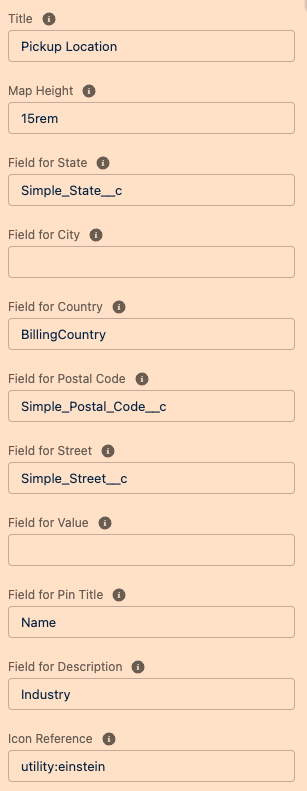 Title
Pickup Location
Map Height
15rem
Field for State
Simple_State__c
Field for City
Field for Country
BillingCountry
Field for Postal Code
Simple_Postal_Code__c
Field for Street
Simple_Street__c
Field for Value
Field for Pin Title
Name
Field for Description
Industry
Icon Reference
utility:einstein